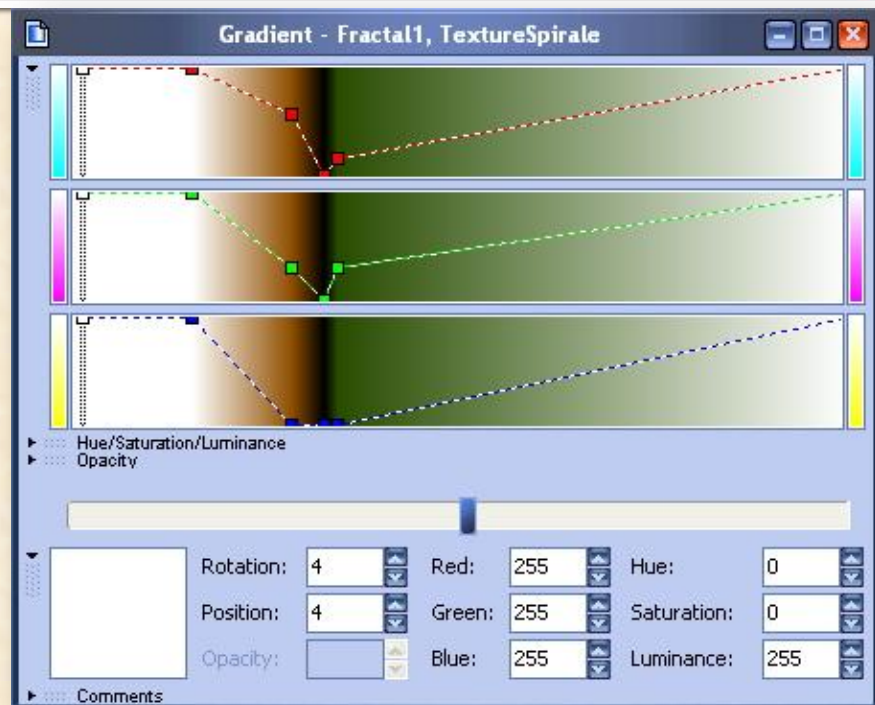 Gradient - Fractal1, TextureSpirale
Hue/Saturation/Luminance
Opacity
Rotation: 4 Red: 255 Hue: 0
Position: 4 Green: 255 Saturation: 0
Opacity: Blue: 255 Luminance: 255
Comments